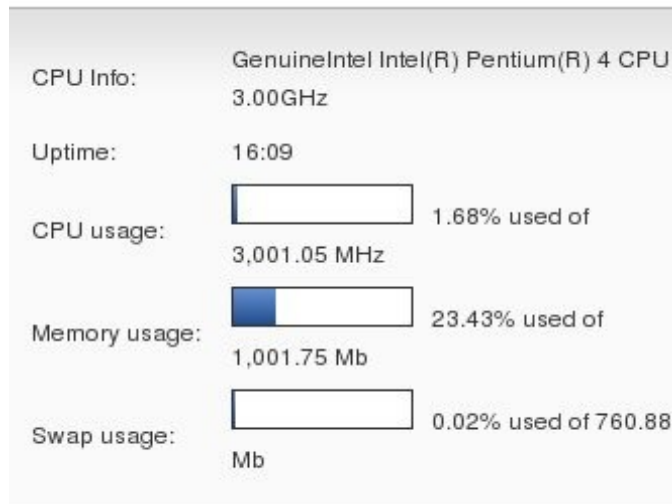 CPU Info:
GenuineIntel Intel(R) Pentium(R) 4 CPU
3.00GHz
Uptime:
16:09
CPU usage:
1.68% used of
3,001.05 MHz
Memory usage:
23.43% used of
1,001.75 Mb
Swap usage:
0.02% used of 760.88
Mb